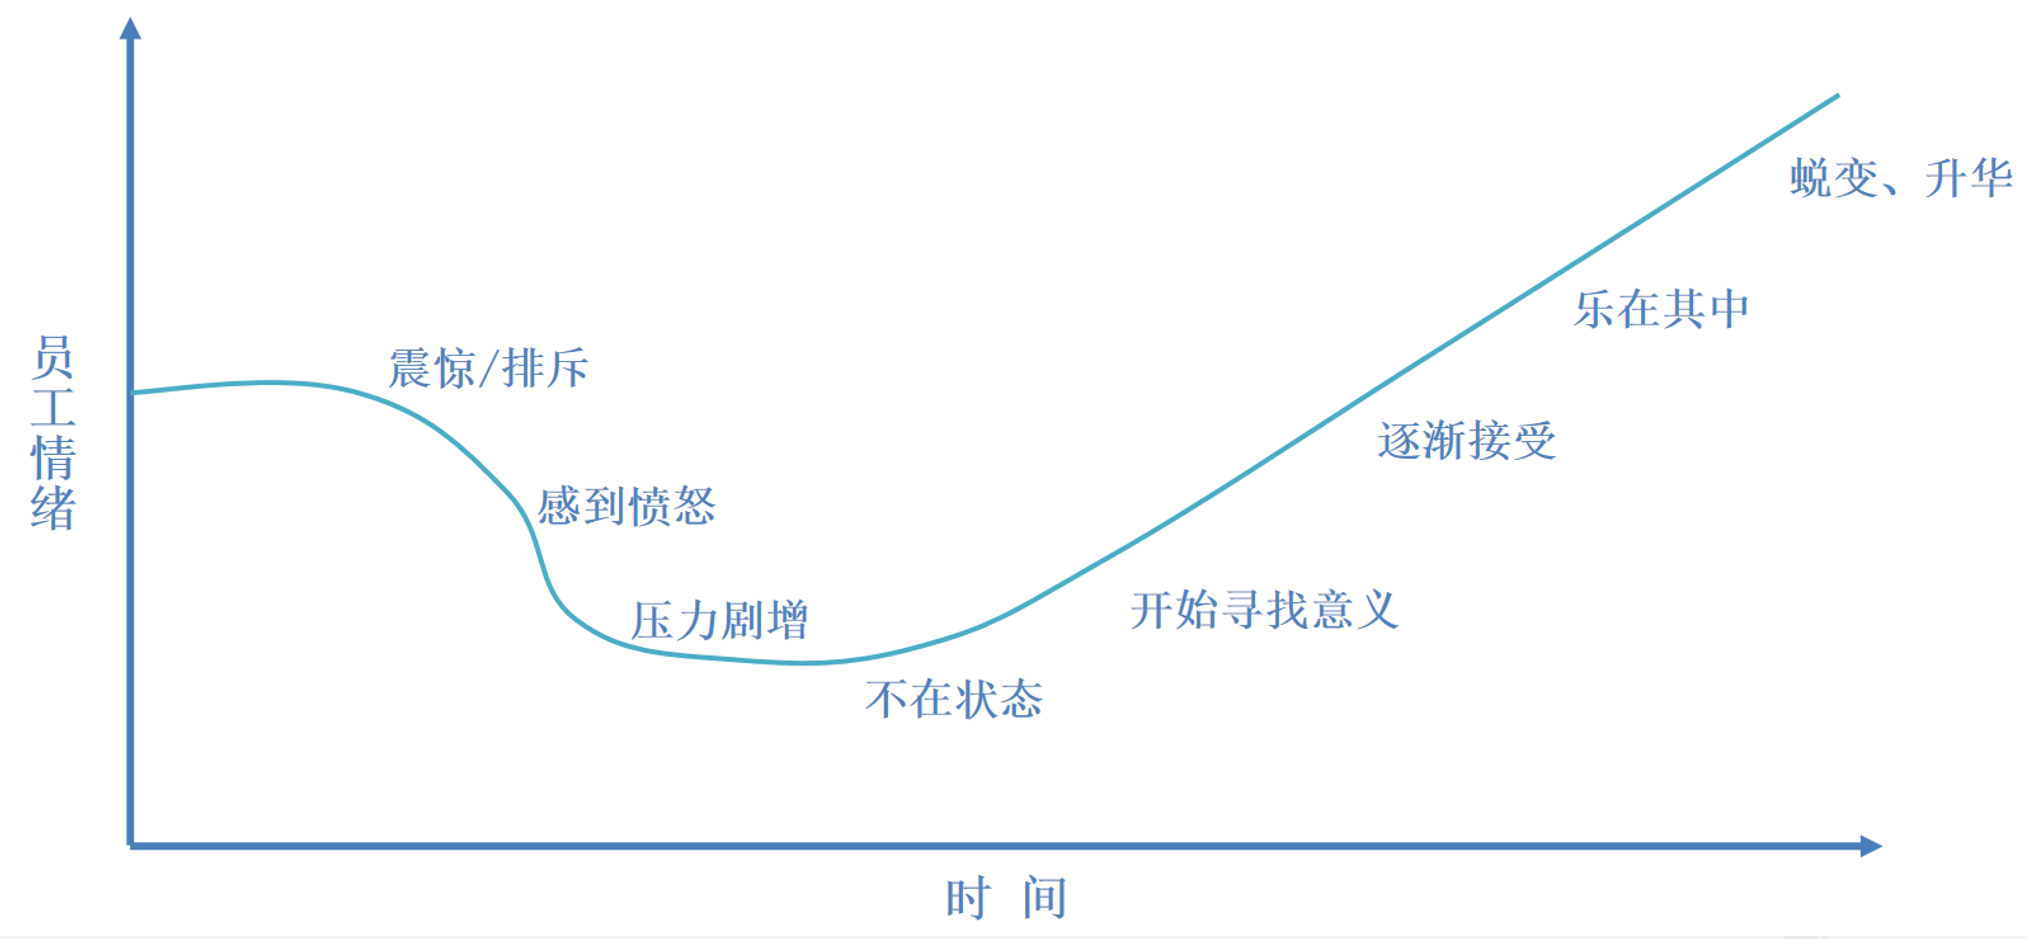 员工情绪
震惊/排斥
感到愤怒
压力剧增
不在状态
开始寻找意义
逐渐接受
乐在其中
蜕变、升华
时 间